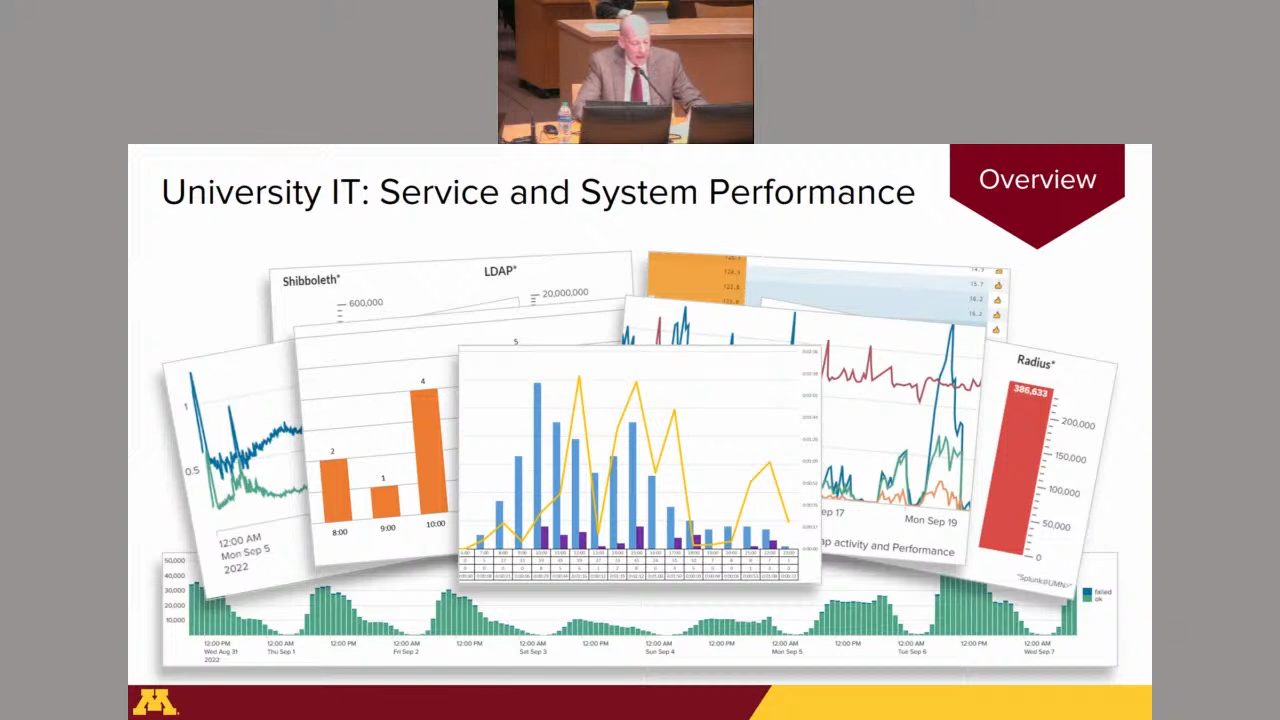 University IT: Service and System Performance
Overview
Shibboleth*
LDAP*
600,000
20,000,000
124.3
15.7
16.2
Radius*
386,633
200,000
150,000
100,000
50,000
0
*Splunk@UMN>*
1
0.5
12:00 AM
Mon Sep 5
2022
5
2
1
4
8:00
9:00
10:00
ep 17
Mon Sep 19
ap activity and Performance
50,000
40,000
30,000
20,000
10,000
failed
ok
12:00 PM 12:00 AM 12:00 PM 12:00 AM 12:00 PM 12:00 AM 12:00 PM 12:00 AM 12:00 PM 12:00 AM 12:00 PM 12:00 AM 12:00 PM 12:00 AM
Wed Aug 31 Thu Sep 1 Fri Sep 2 Sat Sep 3 Sun Sep 4 Mon Sep 5 Tue Sep 6 Wed Sep 7
2022
M